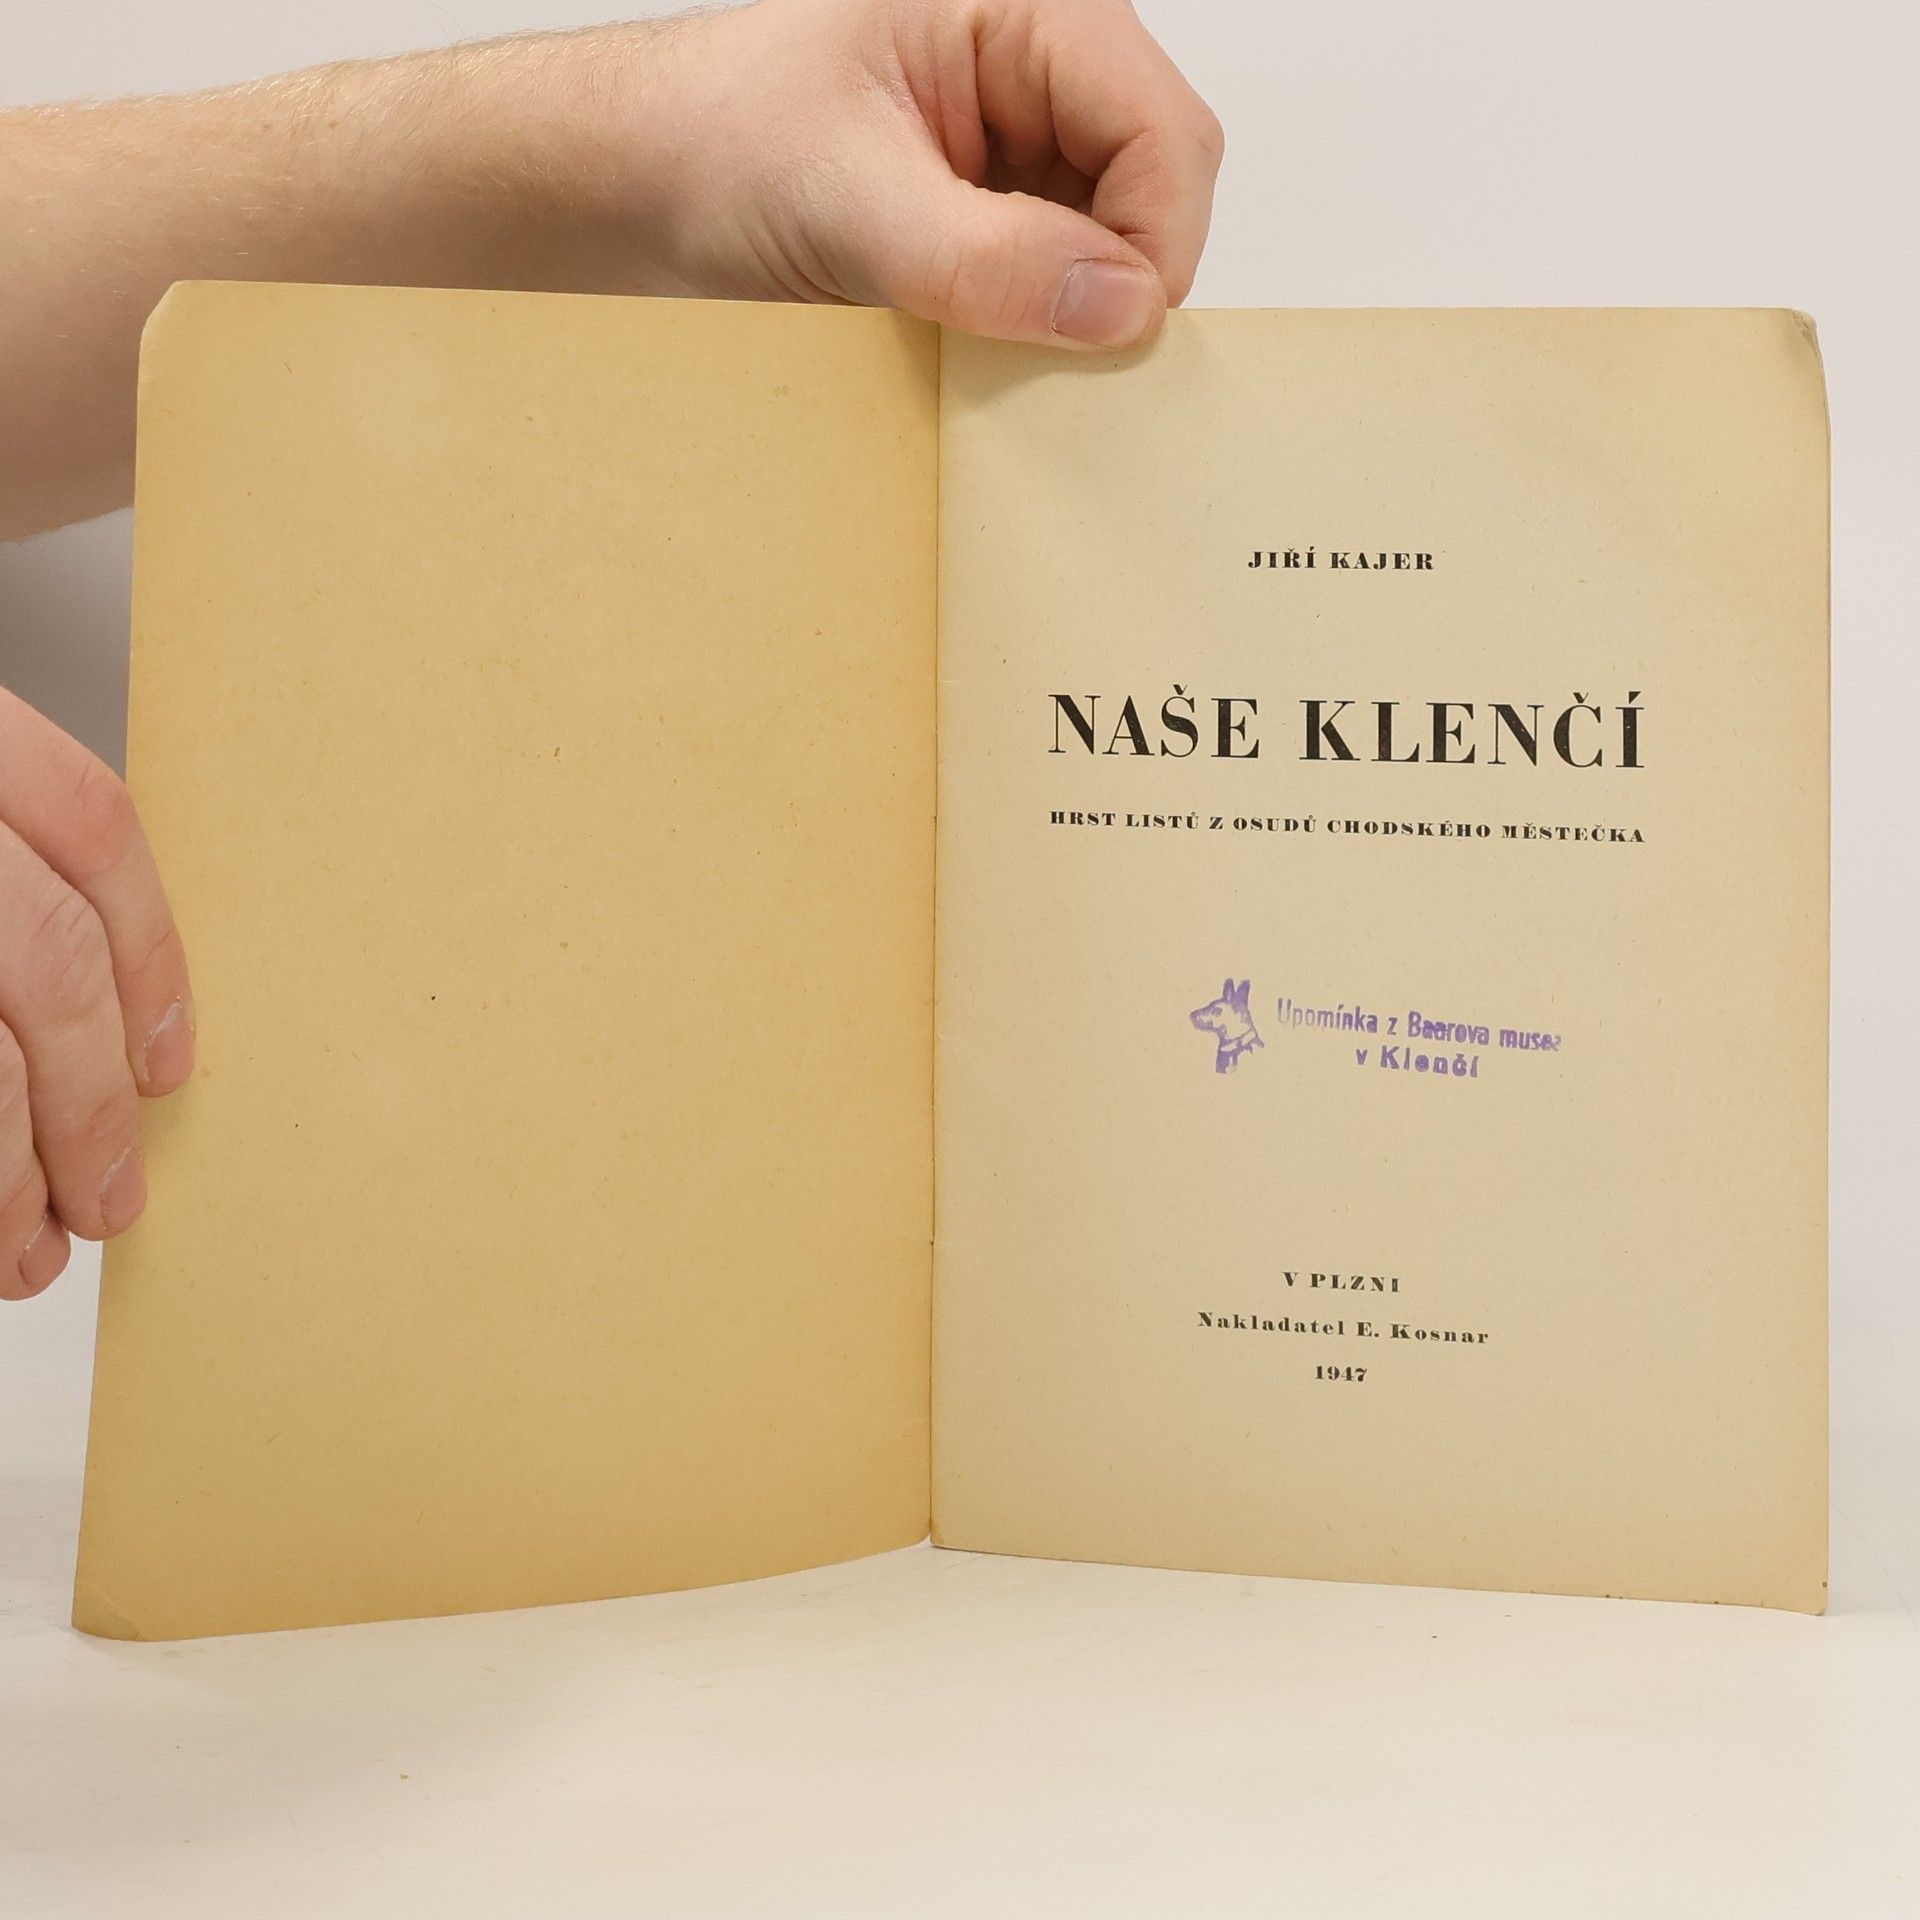 JIŘÍ KAJER
NAŠE KLENČÍ
HRST LISTŮ Z OSUDŮ CHODSKÉHO MĚSTEČKA
Upomínka z Baarova musea
v Klenčí
V PLZNI
Nakladatel E. Kosnar
1947